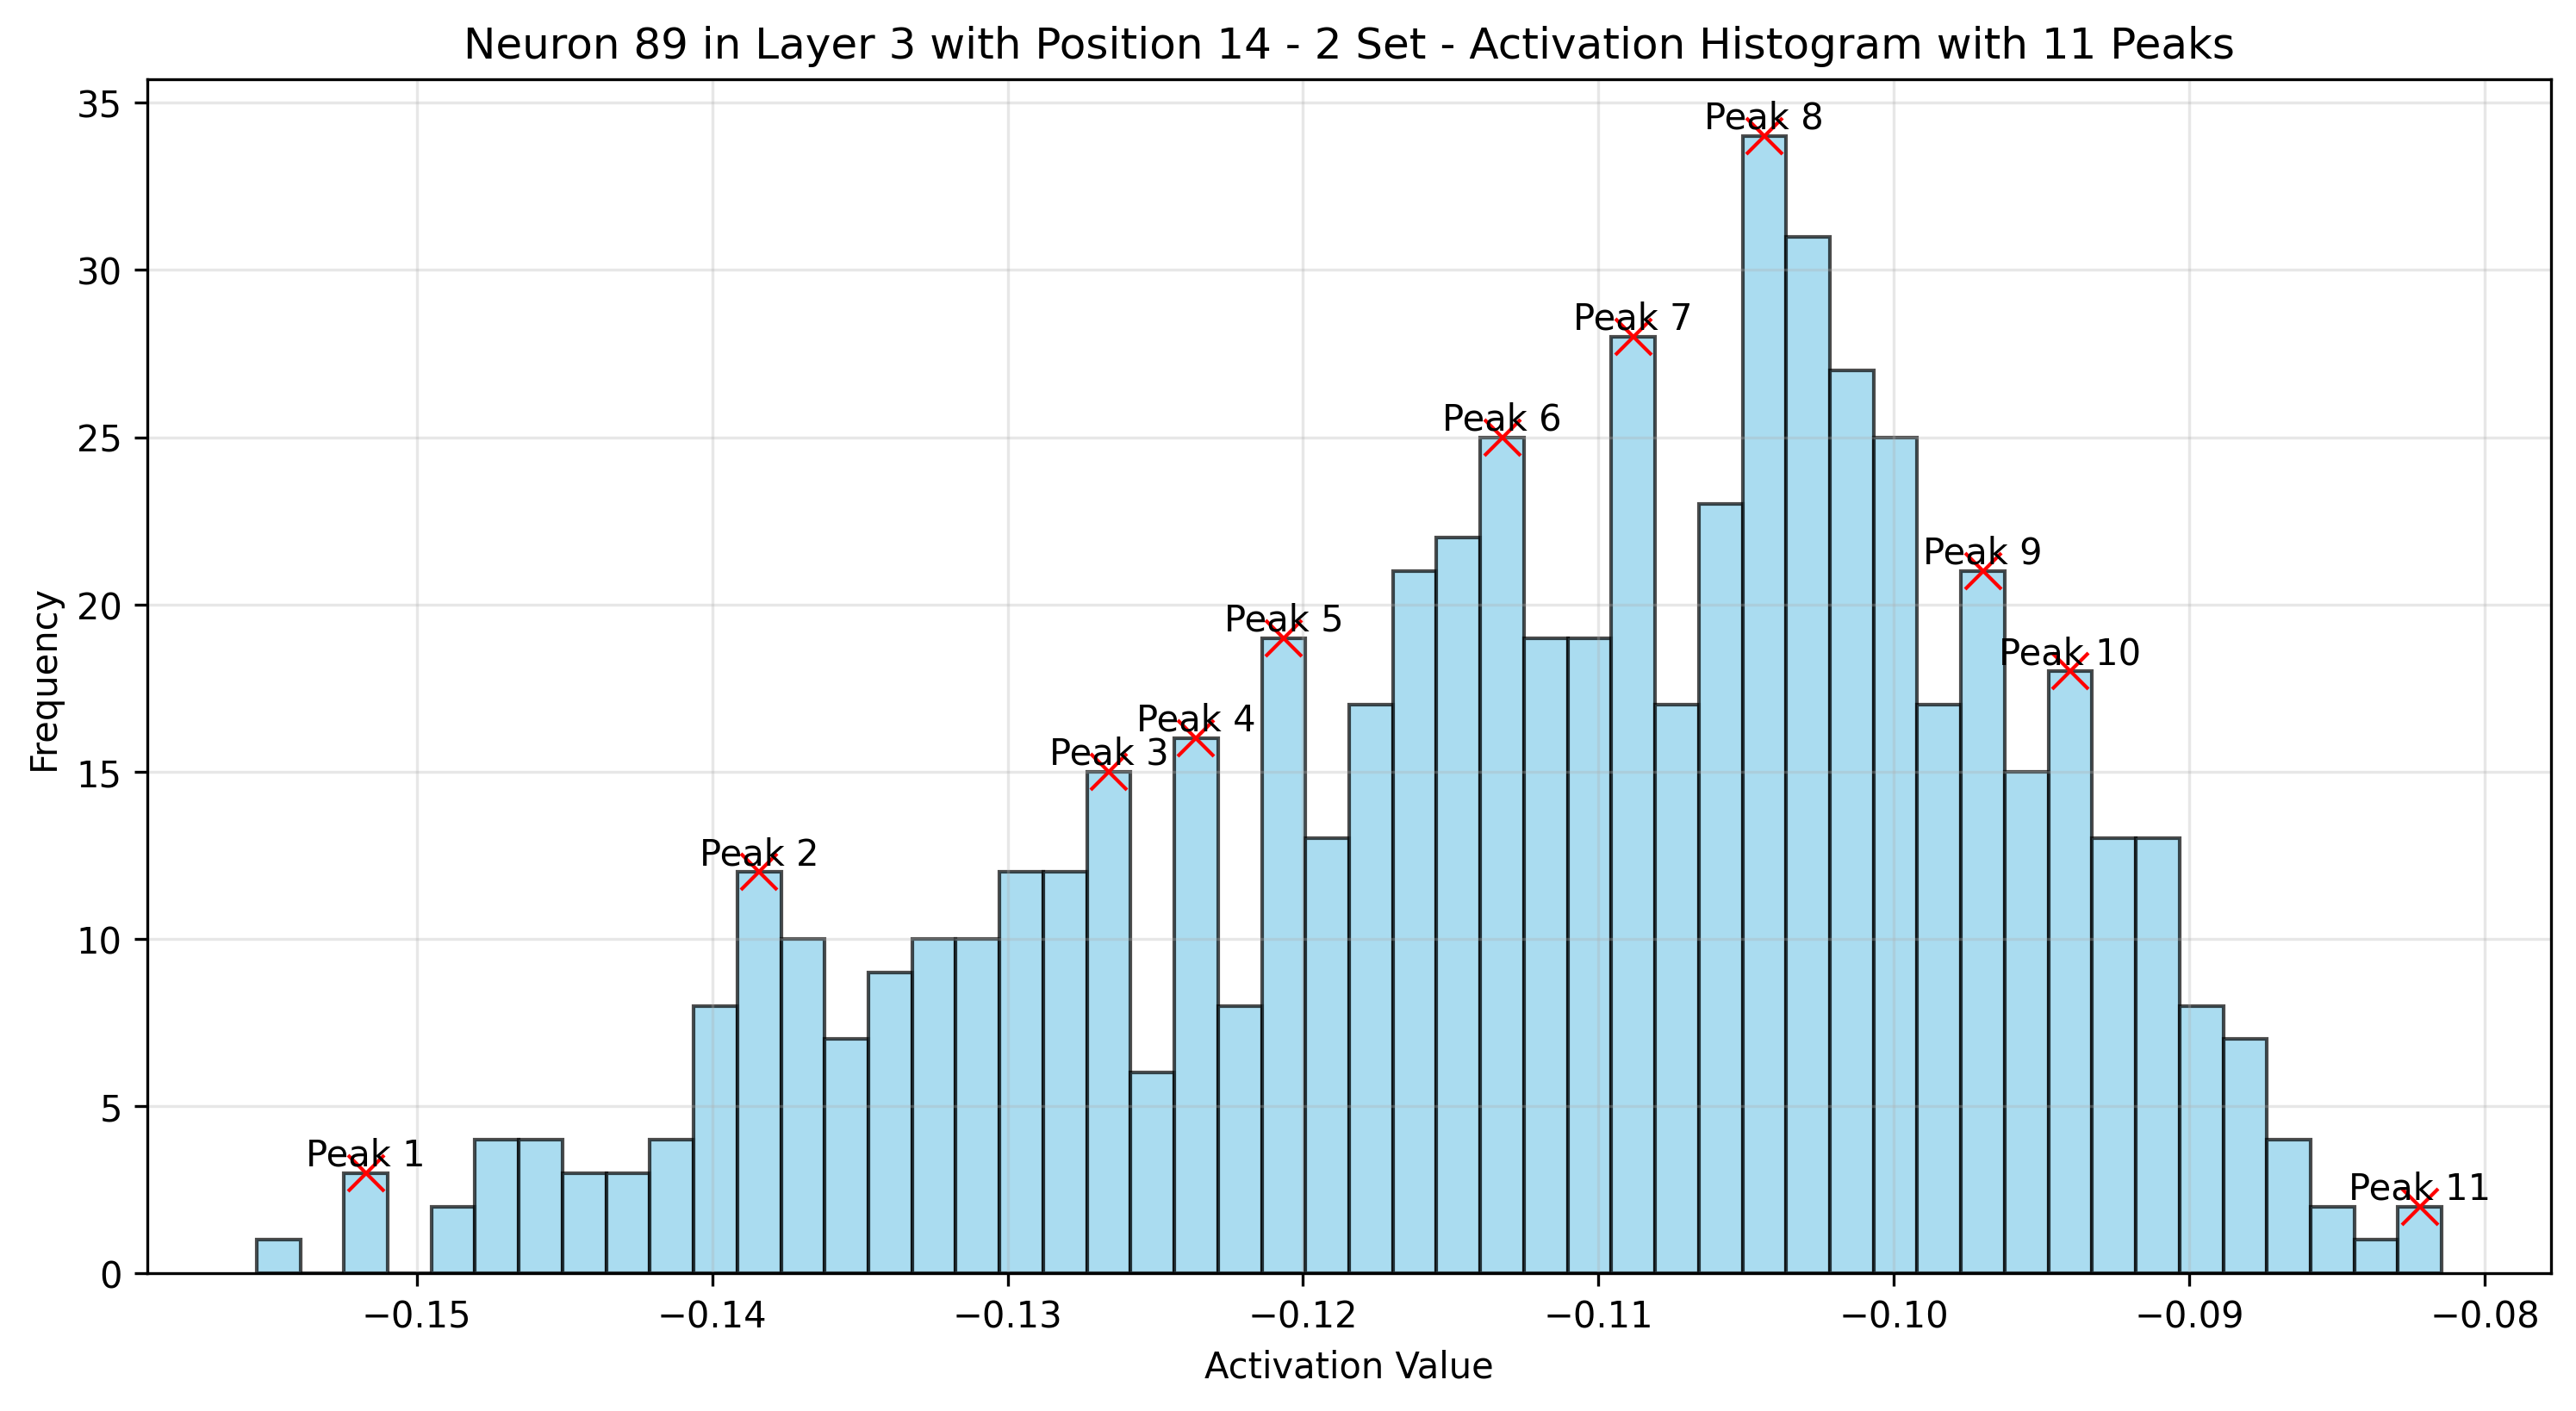 Neuron 89 in Layer 3 with Position 14 - 2 Set - Activation Histogram with 11 Peaks
35
30
25
20
15
10
5
0
Frequency
Peak 8
Peak 7
Peak 6
Peak 9
Peak 5
Peak 10
Peak 4
Peak 3
Peak 2
Peak 1
Peak 11
−0.15 −0.14 −0.13 −0.12 −0.11 −0.10 −0.09 −0.08
Activation Value